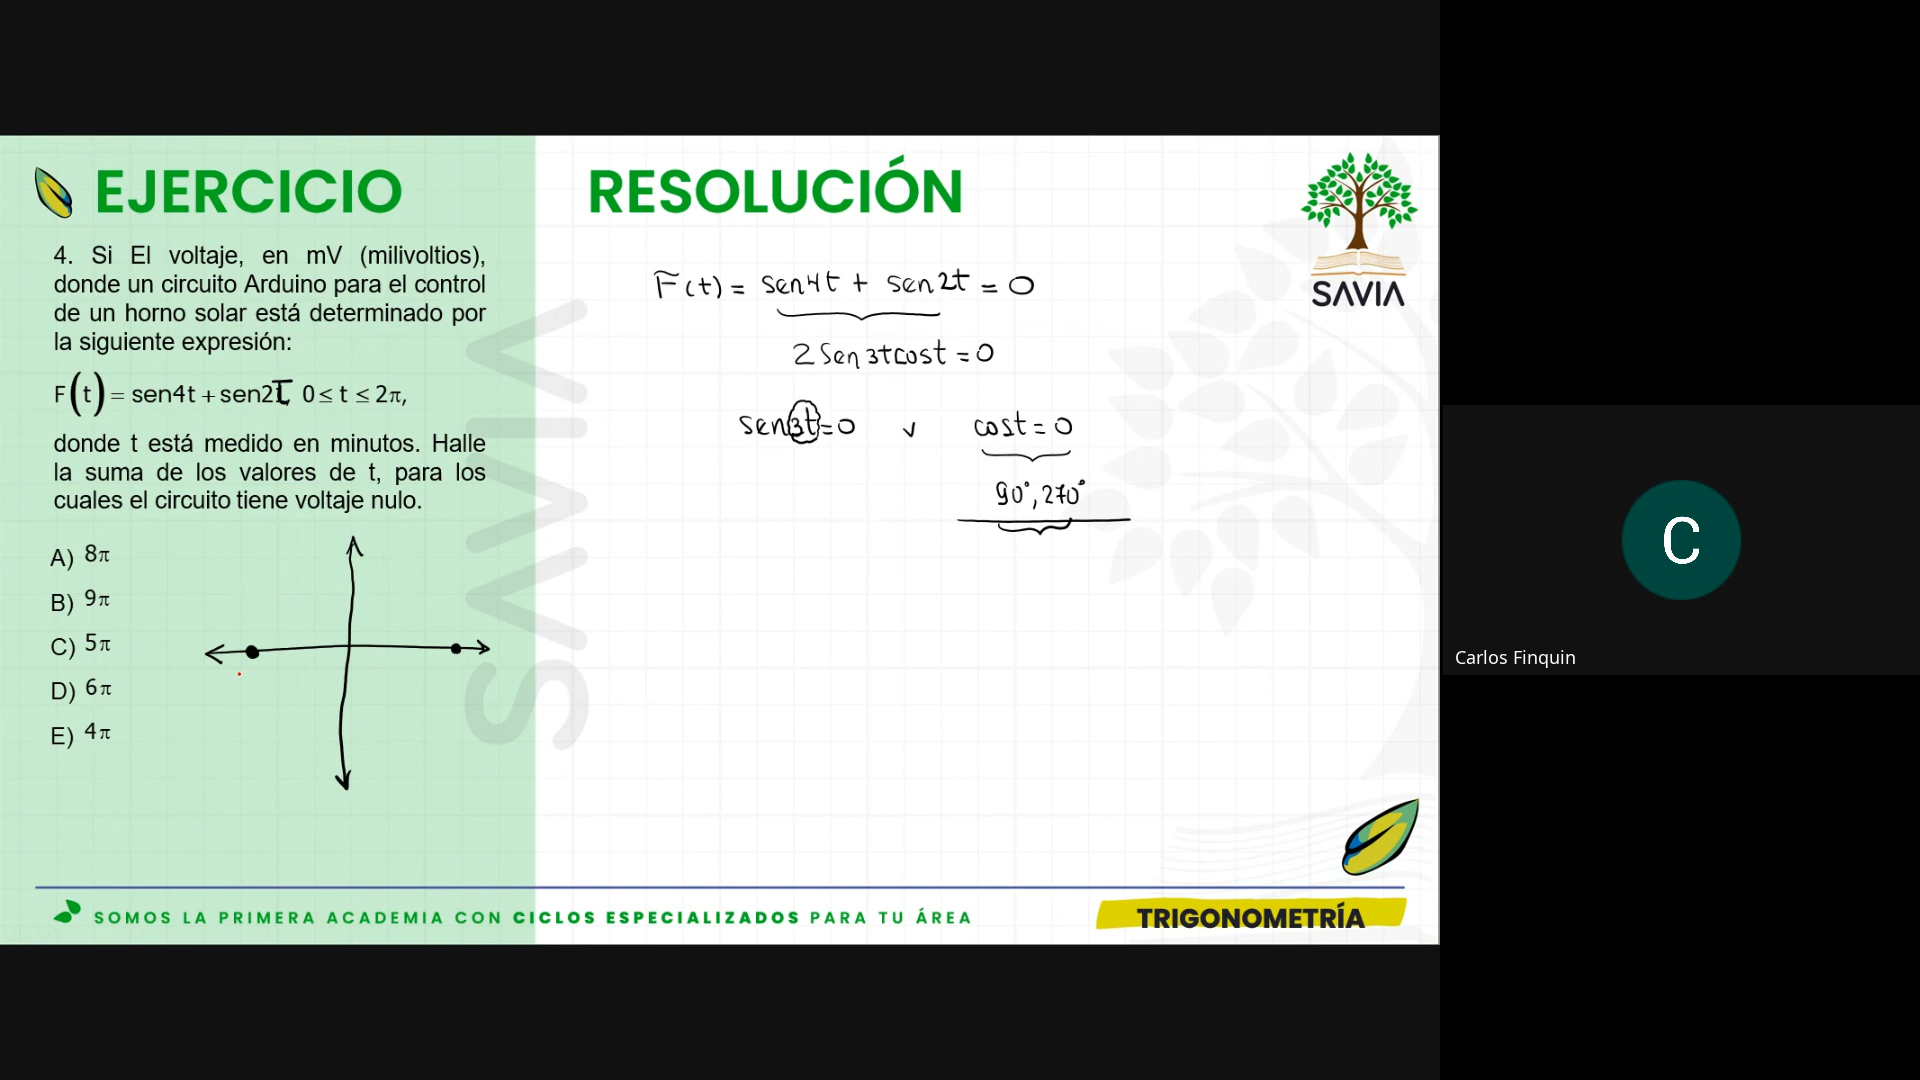 EJERCICIO
4. Si El voltaje, en mV (milivoltios),
donde un circuito Arduino para el control
de un horno solar está determinado por
la siguiente expresión:
F(t) = sen4t + sen2t, 0 ≤ t ≤ 2π,
donde t está medido en minutos. Halle
la suma de los valores de t, para los
cuales el circuito tiene voltaje nulo.
A) 8π
B) 9π
C) 5π
D) 6π
E) 4π
SAVIA
RESOLUCIÓN
F(t) = sen4t + sen2t = 0
2 Sen3tcost = 0
sen3t=0 v cost = 0
90°, 270°
SAVIA
SOMOS LA PRIMERA ACADEMIA CON CICLOS ESPECIALIZADOS PARA TU ÁREA
TRIGONOMETRÍA
C
Carlos Finquin